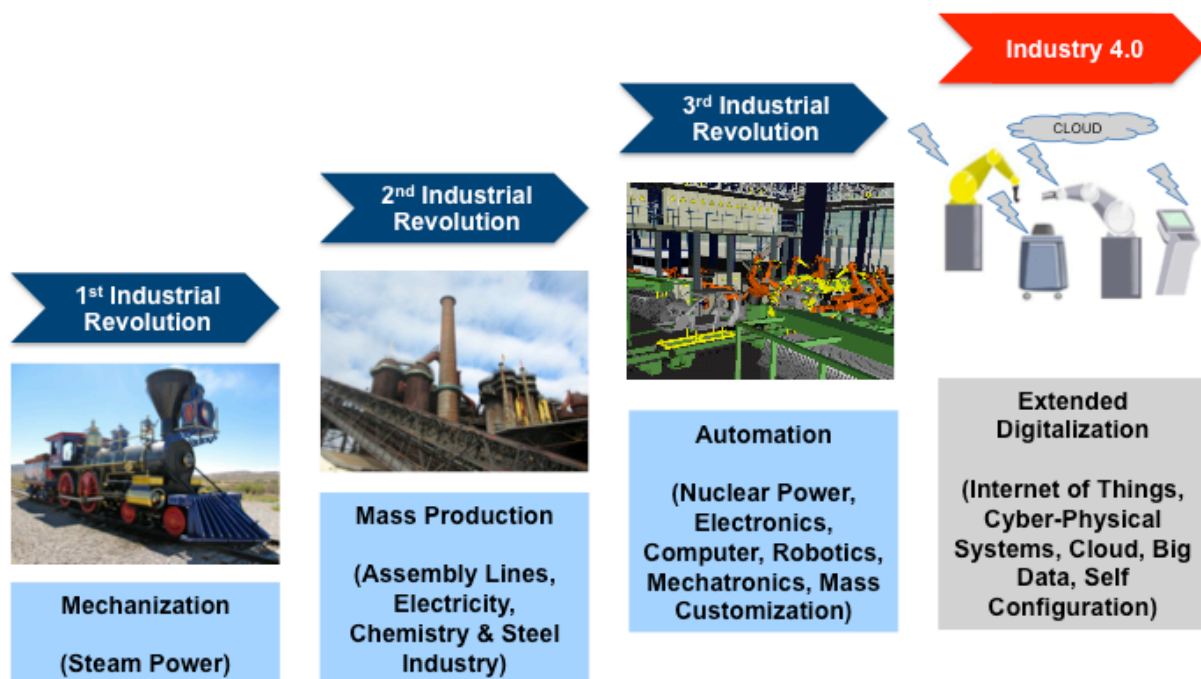 1st Industrial
Revolution
Mechanization
(Steam Power)
2nd Industrial
Revolution
Mass Production
(Assembly Lines,
Electricity,
Chemistry & Steel
Industry)
3rd Industrial
Revolution
Automation
(Nuclear Power,
Electronics,
Computer, Robotics,
Mechatronics, Mass
Customization)
Industry 4.0
CLOUD
Extended
Digitalization
(Internet of Things,
Cyber-Physical
Systems, Cloud, Big
Data, Self
Configuration)